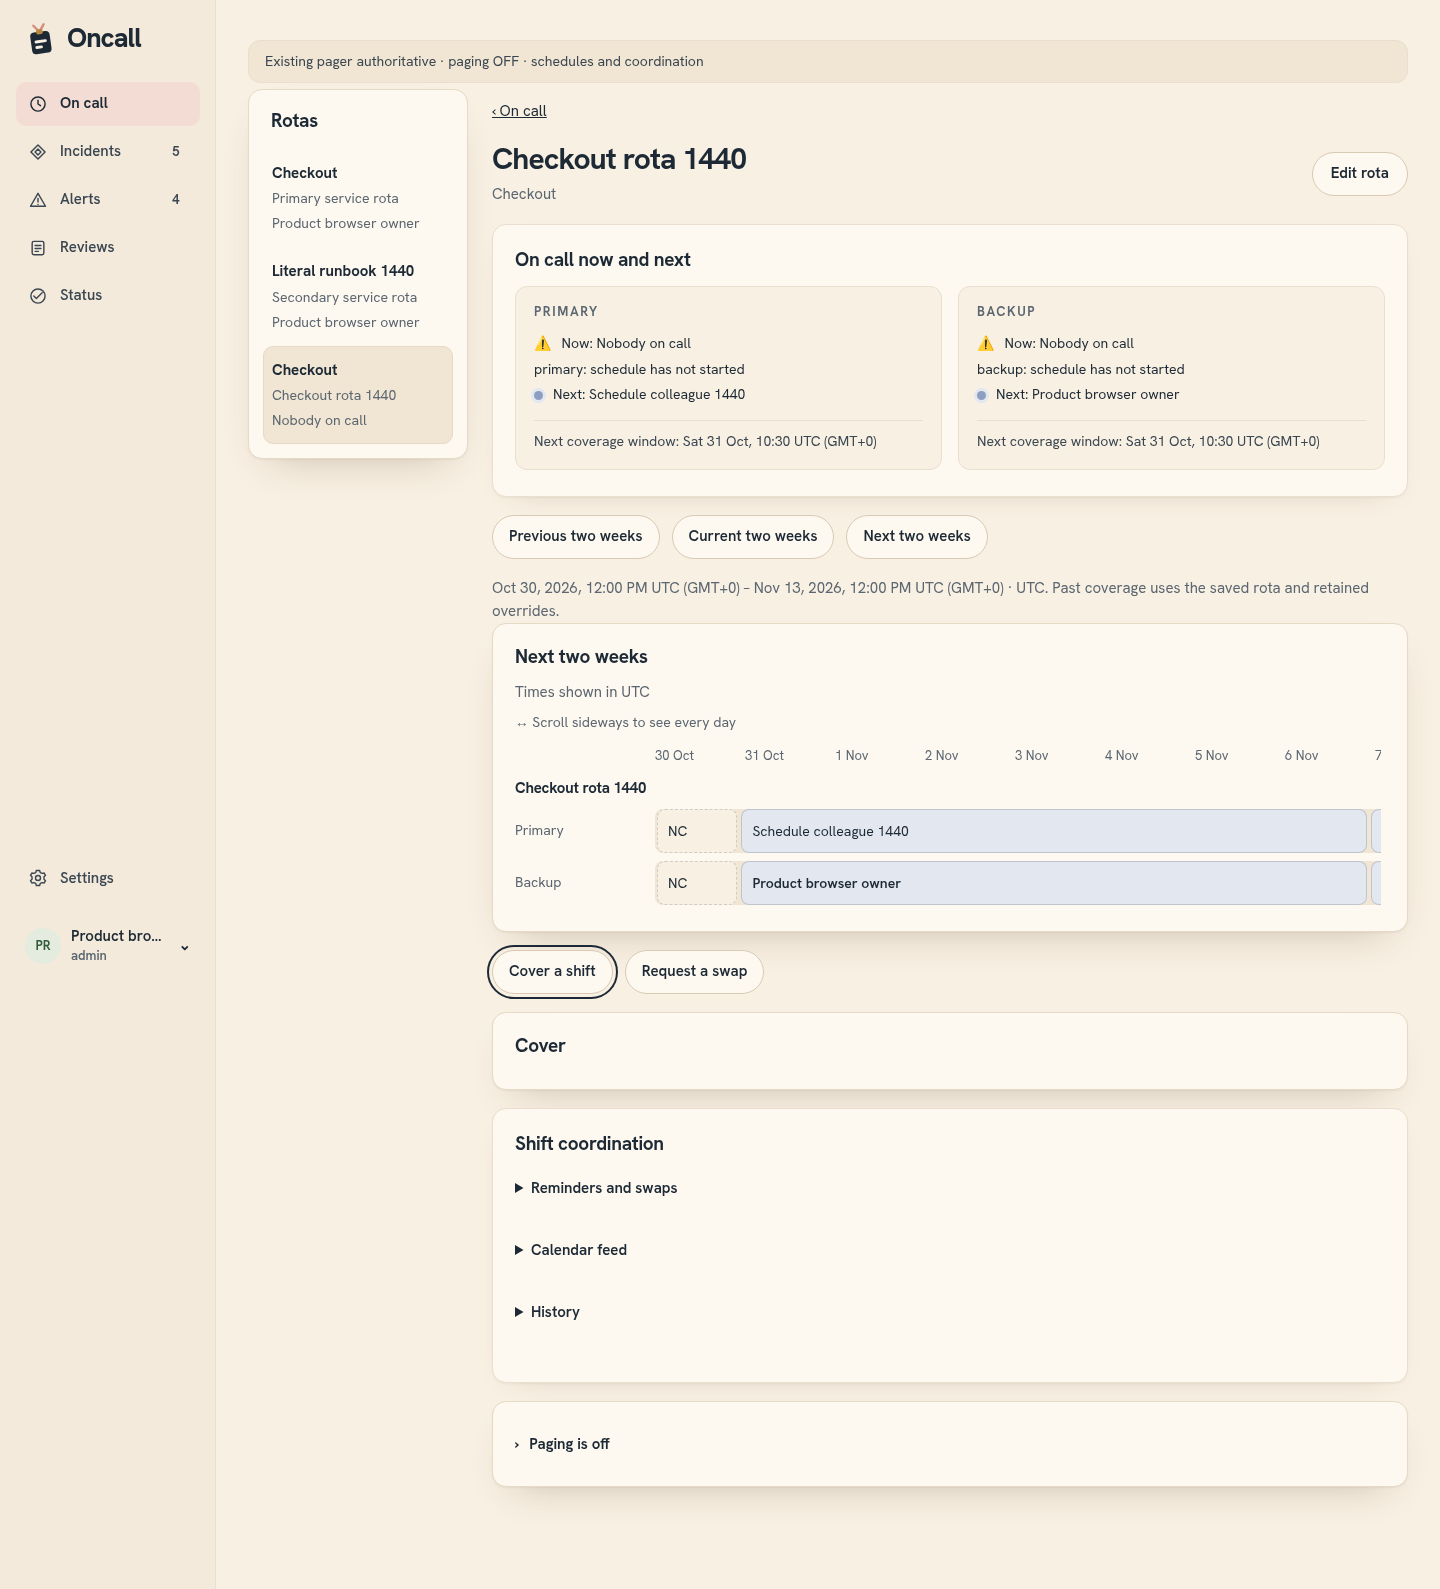 Oncall
On call
Incidents 5
Alerts 4
Reviews
Status
Settings
PR
Product bro...
admin
Existing pager authoritative · paging OFF · schedules and coordination
Rotas
Checkout
Primary service rota
Product browser owner
Literal runbook 1440
Secondary service rota
Product browser owner
Checkout
Checkout rota 1440
Nobody on call
‹ On call
Checkout rota 1440
Checkout
Edit rota
On call now and next
PRIMARY
Now: Nobody on call
primary: schedule has not started
Next: Schedule colleague 1440
Next coverage window: Sat 31 Oct, 10:30 UTC (GMT+0)
BACKUP
Now: Nobody on call
backup: schedule has not started
Next: Product browser owner
Next coverage window: Sat 31 Oct, 10:30 UTC (GMT+0)
Previous two weeks
Current two weeks
Next two weeks
Oct 30, 2026, 12:00 PM UTC (GMT+0) – Nov 13, 2026, 12:00 PM UTC (GMT+0) · UTC. Past coverage uses the saved rota and retained
overrides.
Next two weeks
Times shown in UTC
↔ Scroll sideways to see every day
30 Oct 31 Oct 1 Nov 2 Nov 3 Nov 4 Nov 5 Nov 6 Nov 7
Checkout rota 1440
Primary NC Schedule colleague 1440
Backup NC Product browser owner
Cover a shift
Request a swap
Cover
Shift coordination
▶ Reminders and swaps
▶ Calendar feed
▶ History
› Paging is off